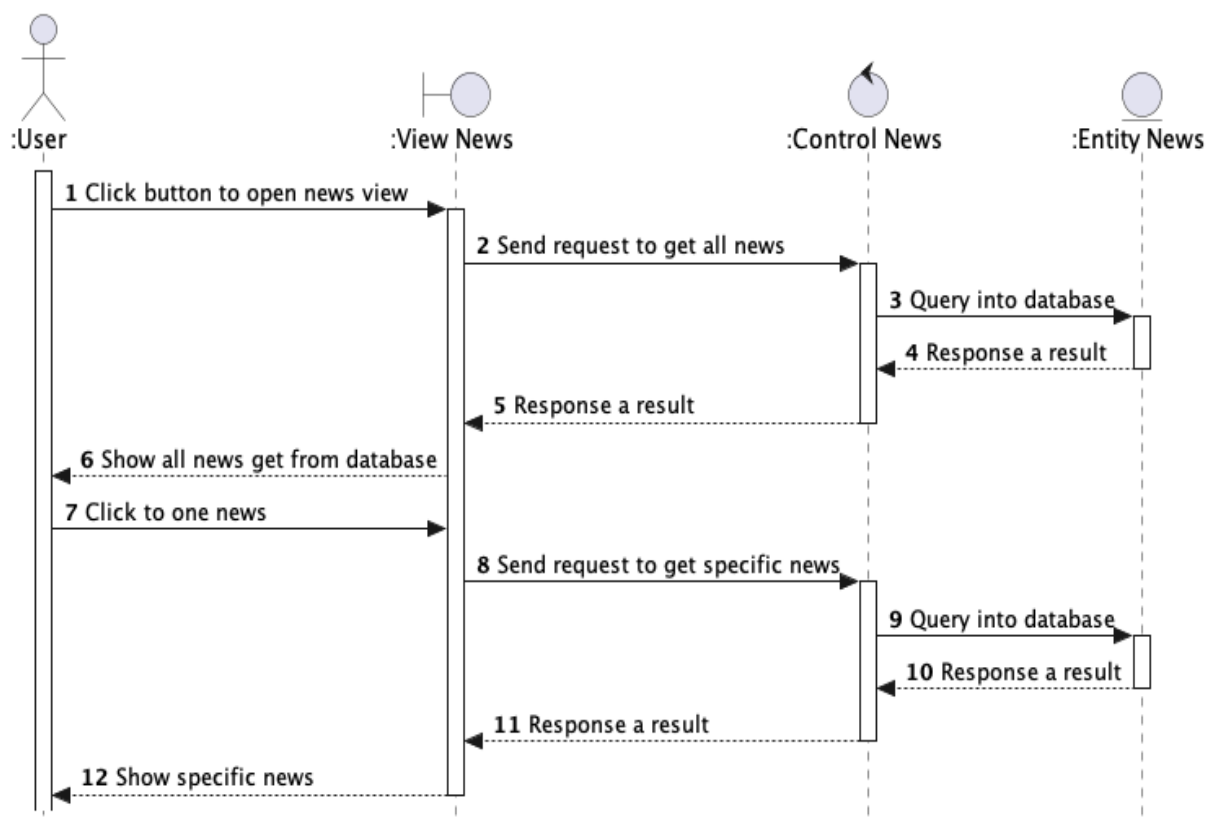 :User
:View News
:Control News
:Entity News
1 Click button to open news view
2 Send request to get all news
3 Query into database
4 Response a result
5 Response a result
6 Show all news get from database
7 Click to one news
8 Send request to get specific news
9 Query into database
10 Response a result
11 Response a result
12 Show specific news